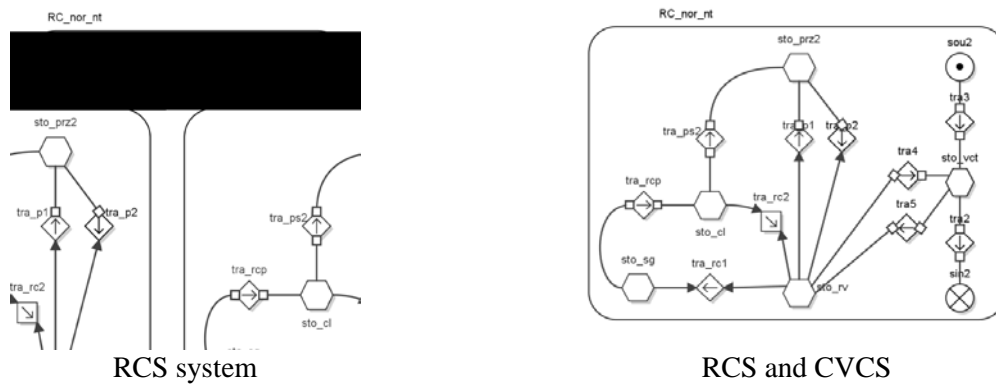 RC_nor_nt
sto_prz2
tra_p1
tra_p2
tra_rc2
tra_ps2
tra_rcp
sto_cl
RCS system
RC_nor_nt
sto_prz2
sou2
tra3
tra_ps2
tra_p1
tra_p2
tra4
sto_vct
tra_rcp
tra_rc2
tra5
tra2
sto_cl
sto_sg
tra_rc1
sto_rv
sin2
RCS and CVCS